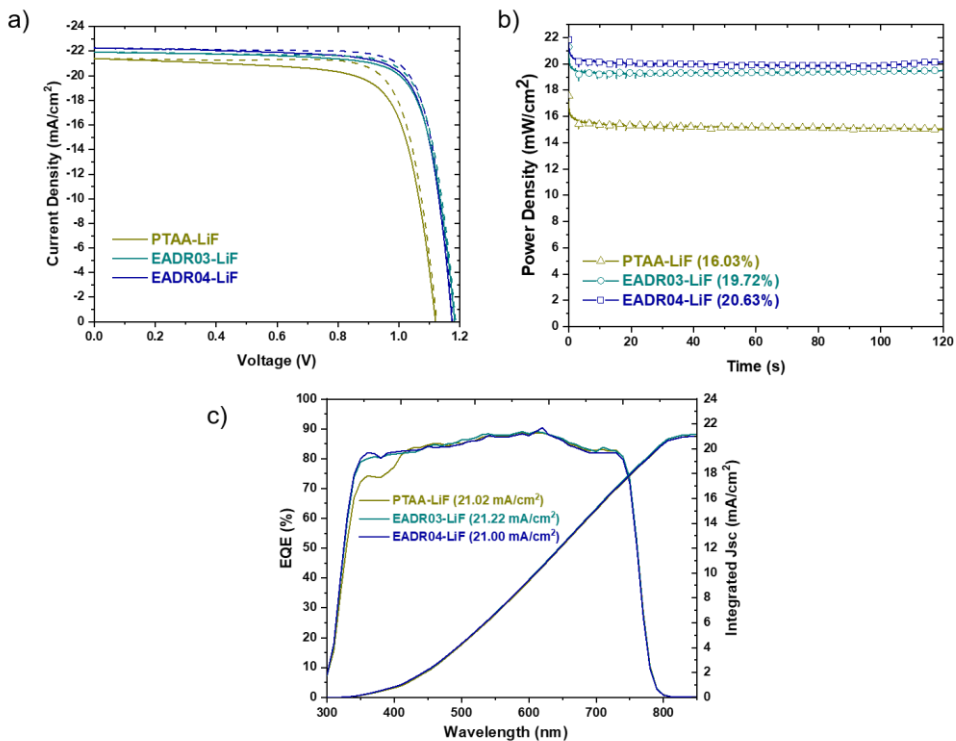 a)
Current Density (mA/cm²)
-24
-22
-20
-18
-16
-14
-12
-10
-8
-6
-4
-2
0
PTAA-LiF
EADR03-LiF
EADR04-LiF
0.0 0.2 0.4 0.6 0.8 1.0 1.2
Voltage (V)
b)
Power Density (mW/cm²)
22
20
18
16
14
12
10
8
6
4
2
0
PTAA-LiF (16.03%)
EADR03-LiF (19.72%)
EADR04-LiF (20.63%)
0 20 40 60 80 100 120
Time (s)
c)
EQE (%)
100
90
80
70
60
50
40
30
20
10
0
PTAA-LiF (21.02 mA/cm²)
EADR03-LiF (21.22 mA/cm²)
EADR04-LiF (21.00 mA/cm²)
24
22
20
18
16
14
12
10
8
6
4
2
0
Integrated Jsc (mA/cm²)
300 400 500 600 700 800
Wavelength (nm)